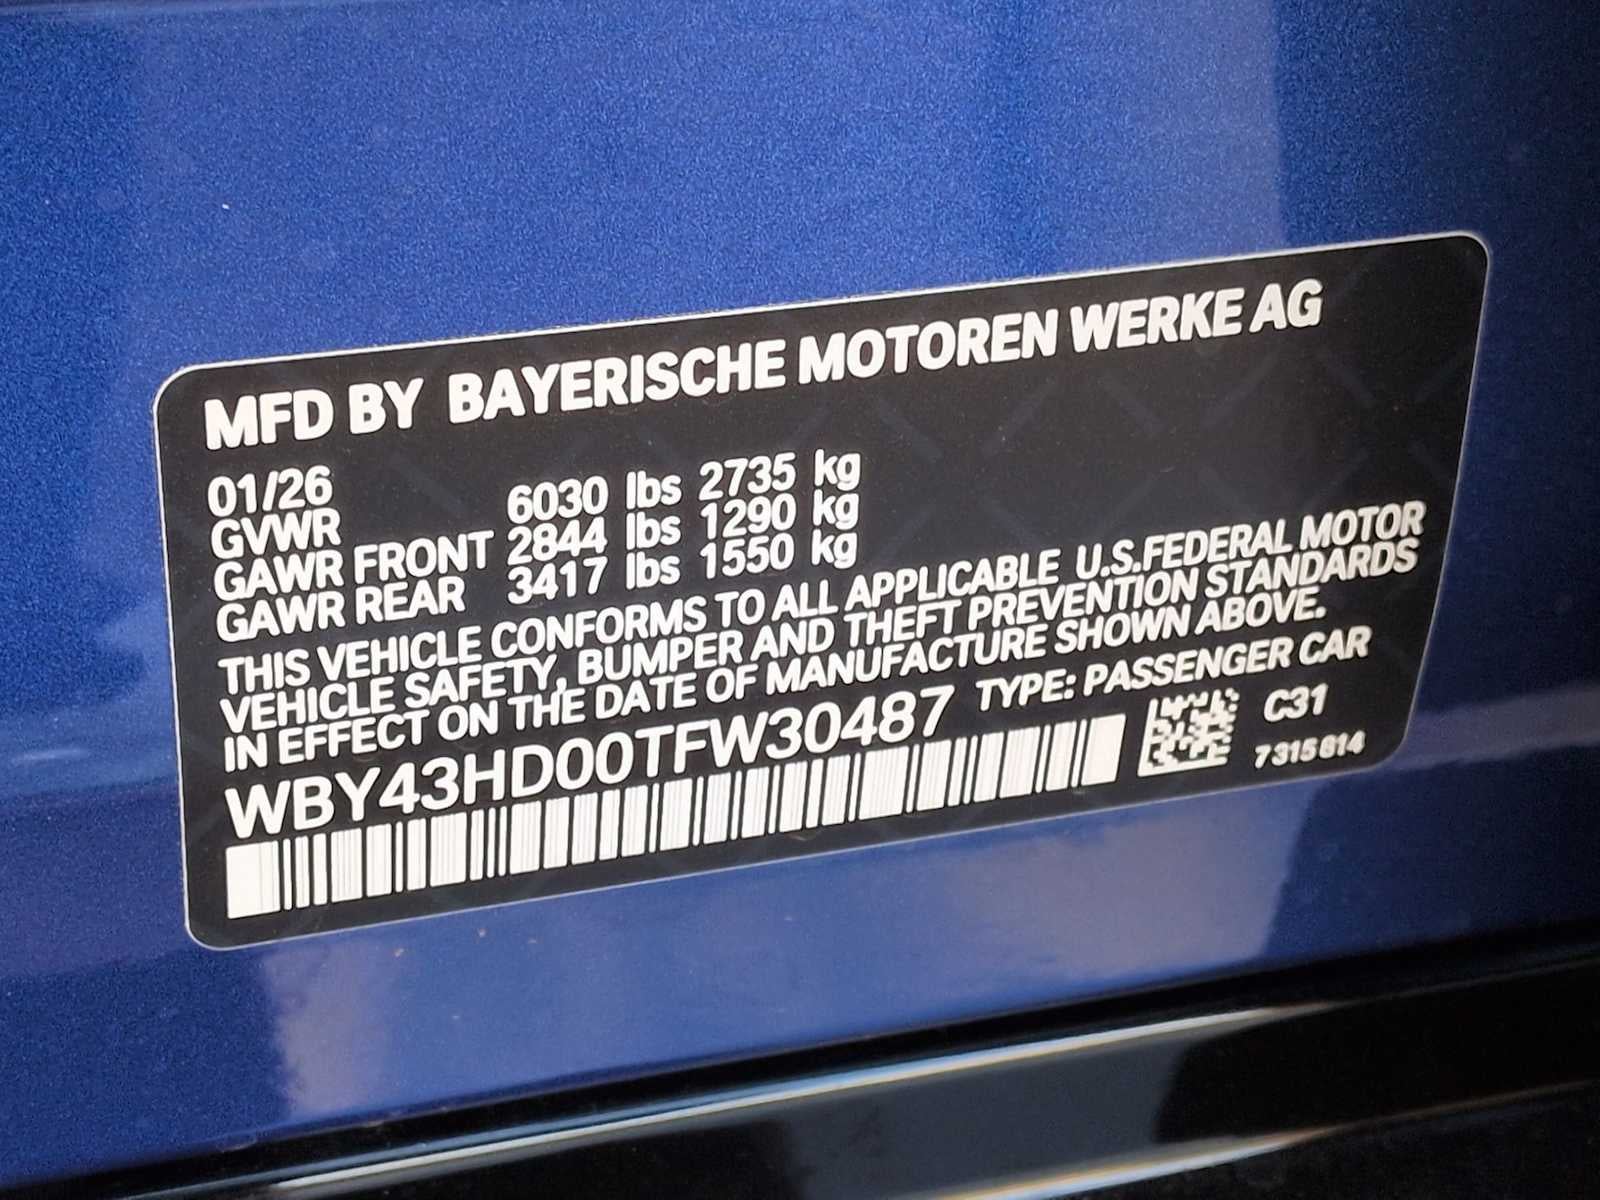 MFD BY BAYERISCHE MOTOREN WERKE AG
01/26
GVWR 6030 lbs 2735 kg
GAWR FRONT 2844 lbs 1290 kg
GAWR REAR 3417 lbs 1550 kg
THIS VEHICLE CONFORMS TO ALL APPLICABLE U.S.FEDERAL MOTOR
VEHICLE SAFETY, BUMPER AND THEFT PREVENTION STANDARDS
IN EFFECT ON THE DATE OF MANUFACTURE SHOWN ABOVE.
WBY43HD00TFW30487 TYPE: PASSENGER CAR
C31
7315814